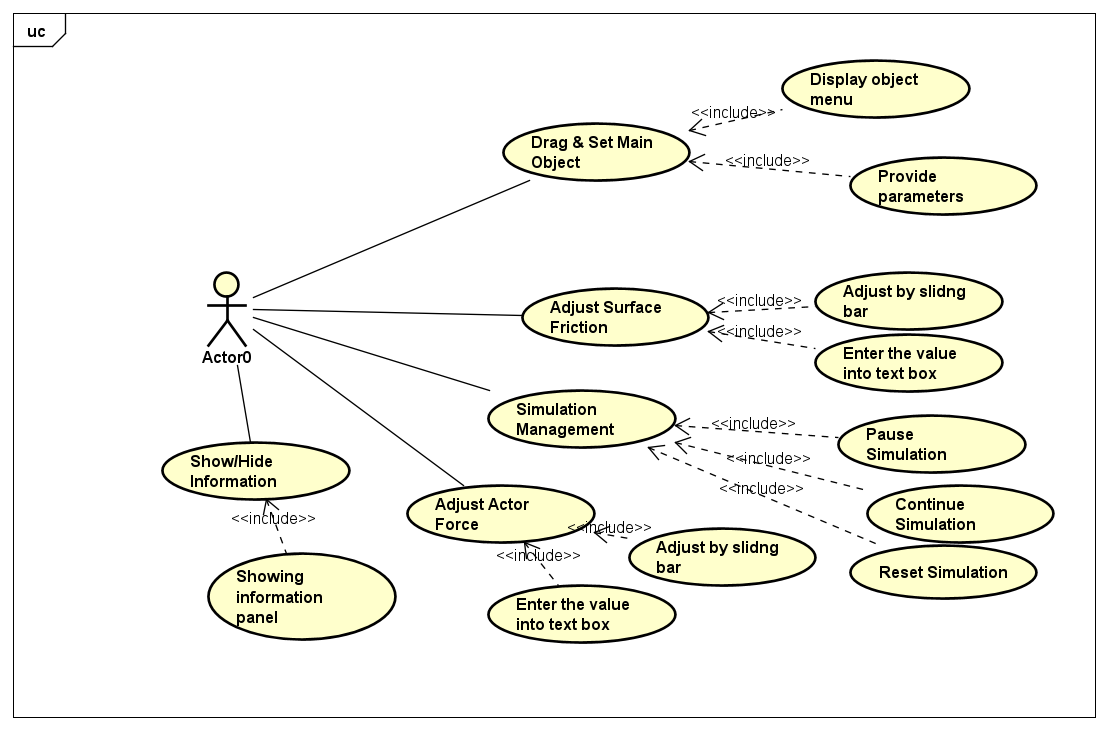 uc
Display object
menu
<<include>>
Drag & Set Main
Object
<<include>>
Provide
parameters
Adjust Surface
Friction
<<include>>
Adjust by slidng
bar
<<include>>
Enter the value
into text box
Actor0
Simulation
Management
<<include>>
Pause
Simulation
<<include>>
Continue
Simulation
<<include>>
Reset Simulation
Show/Hide
Information
<<include>>
Showing
information
panel
Adjust Actor
Force
<<include>>
Adjust by slidng
bar
<<include>>
Enter the value
into text box